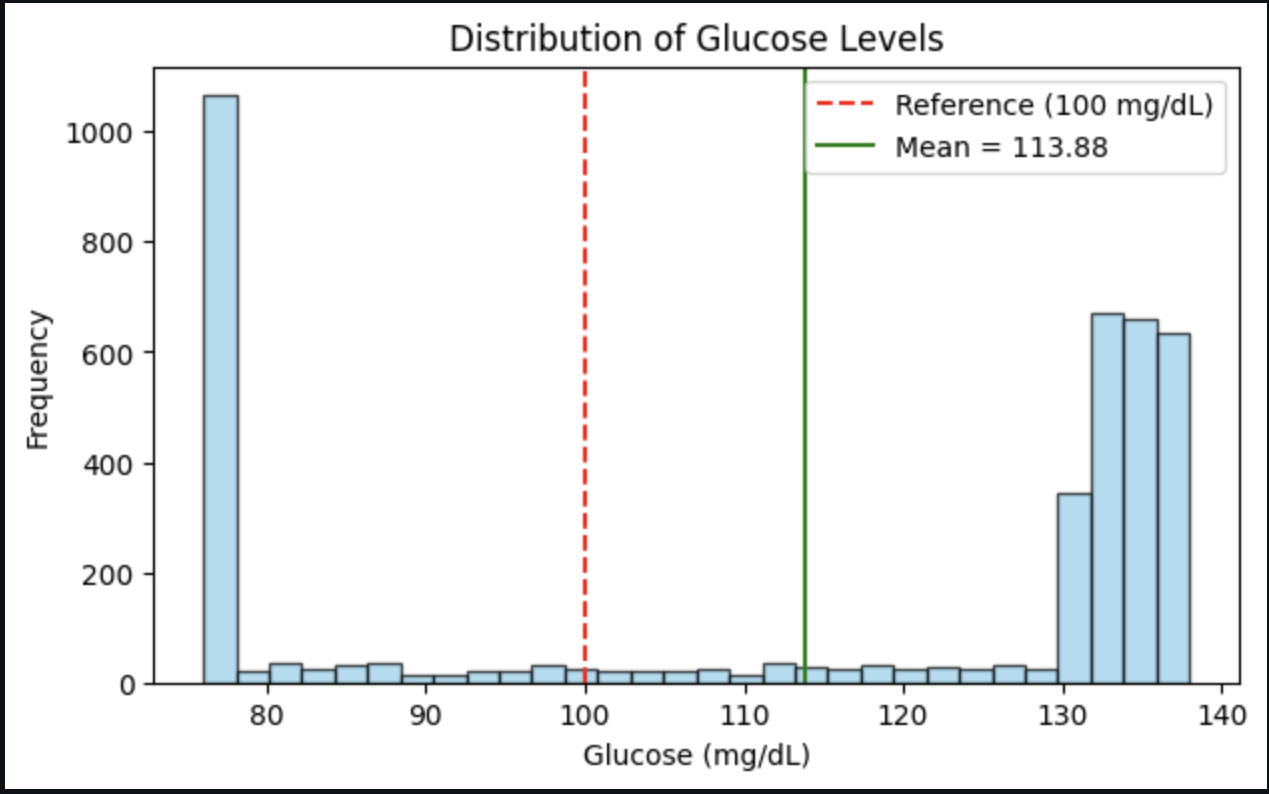 Distribution of Glucose Levels
Reference (100 mg/dL)
Mean = 113.88
1000
800
600
400
200
0
Frequency
80 90 100 110 120 130 140
Glucose (mg/dL)